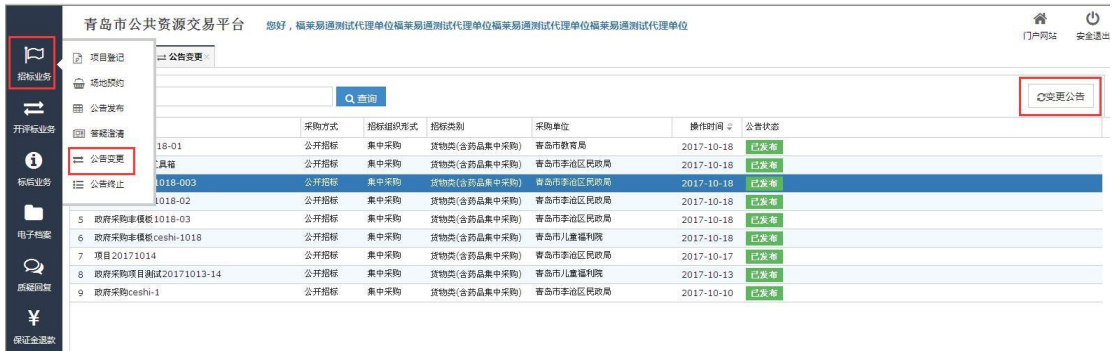 青岛市公共资源交易平台 您好，福莱易通测试代理单位福莱易通测试代理单位福莱易通测试代理单位福莱易通测试代理单位
门户网站 安全退出
招标业务
开评标业务
标后业务
电子档案
质疑回复
保证金退款
项目登记
场地预约
公告发布
答疑澄清
公告变更
公告终止
公告变更
查询
变更公告
采购方式 招标组织形式 招标类别 采购单位 操作时间 公告状态
18-01 公开招标 集中采购 货物类(含药品集中采购) 青岛市教育局 2017-10-18 已发布
具箱 公开招标 集中采购 货物类(含药品集中采购) 青岛市李沧区民政局 2017-10-18 已发布
1018-003 公开招标 集中采购 货物类(含药品集中采购) 青岛市李沧区民政局 2017-10-18 已发布
1018-02 公开招标 集中采购 货物类(含药品集中采购) 青岛市李沧区民政局 2017-10-18 已发布
5 政府采购非模板1018-03 公开招标 集中采购 货物类(含药品集中采购) 青岛市李沧区民政局 2017-10-18 已发布
6 政府采购非模板ceshi-1018 公开招标 集中采购 货物类(含药品集中采购) 青岛市儿童福利院 2017-10-18 已发布
7 项目20171014 公开招标 集中采购 货物类(含药品集中采购) 青岛市李沧区民政局 2017-10-17 已发布
8 政府采购项目测试20171013-14 公开招标 集中采购 货物类(含药品集中采购) 青岛市儿童福利院 2017-10-13 已发布
9 政府采购ceshi-1 公开招标 集中采购 货物类(含药品集中采购) 青岛市李沧区民政局 2017-10-10 已发布